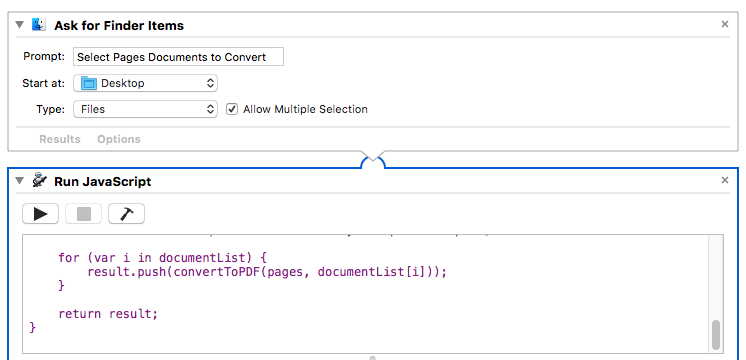 Ask for Finder Items
Prompt: Select Pages Documents to Convert
Start at: Desktop
Type: Files Allow Multiple Selection
Results Options
Run JavaScript
for (var i in documentList) {
result.push(convertToPDF(pages, documentList[i]));
}
return result;
}